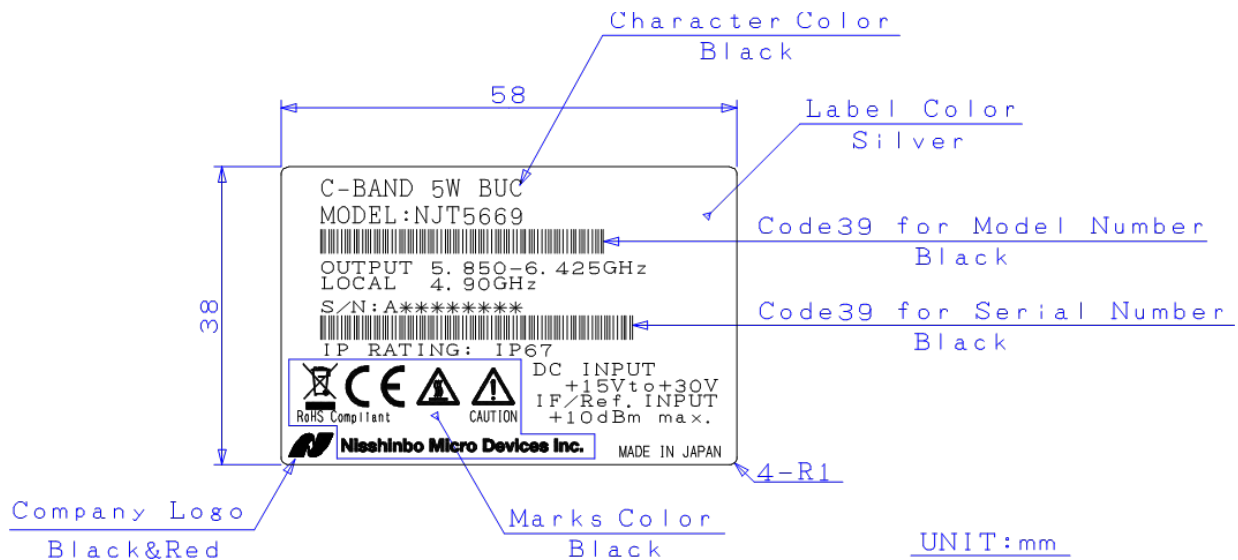 Character Color
Black
58
Label Color
Silver
C-BAND 5W BUC
MODEL:NJT5669
Code39 for Model Number
Black
OUTPUT 5.850-6.425GHz
LOCAL 4.90GHz
38
S/N:A********
Code39 for Serial Number
Black
IP RATING: IP67
DC INPUT
+15Vto+30V
IF/Ref. INPUT
+10dBm max.
CE
RoHS Compliant
CAUTION
Nisshinbo Micro Devices Inc.
MADE IN JAPAN
4-R1
Company Logo
Black&Red
Marks Color
Black
UNIT:mm